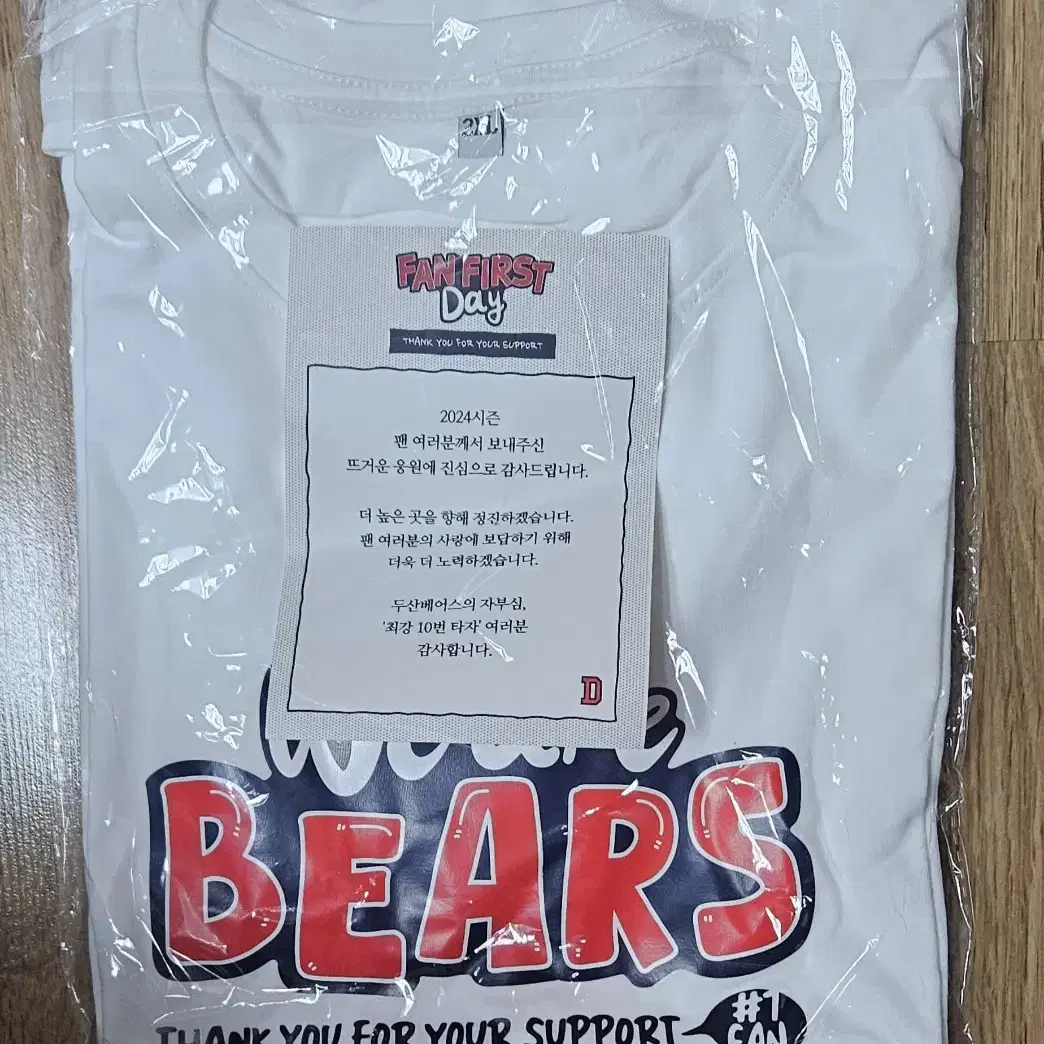 2XL
FAN FIRST
Day
THANK YOU FOR YOUR SUPPORT
2024시즌
팬 여러분께서 보내주신
뜨거운 응원에 진심으로 감사드립니다.
더 높은 곳을 향해 정진하겠습니다.
팬 여러분의 사랑에 보답하기 위해
더욱 더 노력하겠습니다.
두산베어스의 자부심,
'최강 10번 타자' 여러분
감사합니다.
D
BEARS
THANK YOU FOR YOUR SUPPORT
#1
FAN